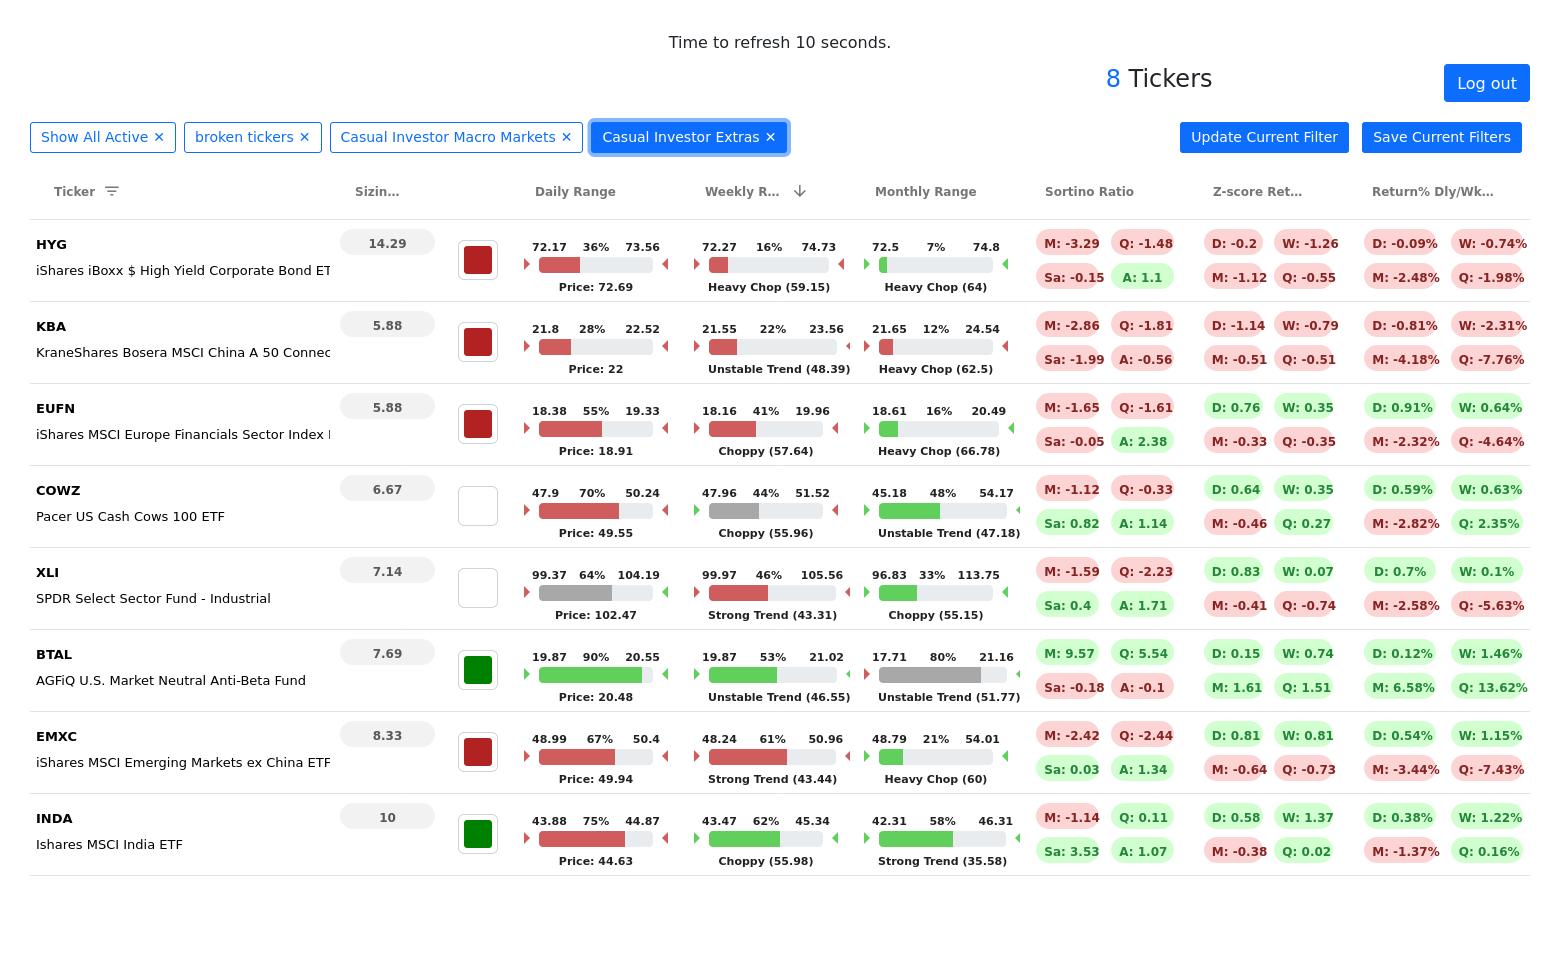 Time to refresh 10 seconds.
8 Tickers
Log out
Show All Active ✕ broken tickers ✕ Casual Investor Macro Markets ✕ Casual Investor Extras ✕ Update Current Filter Save Current Filters
Ticker Sizin... Daily Range Weekly R... Monthly Range Sortino Ratio Z-score Ret... Return% Dly/Wk...
HYG 14.29 72.17 36% 73.56 72.27 16% 74.73 72.5 7% 74.8 M: -3.29 Q: -1.48 D: -0.2 W: -1.26 D: -0.09% W: -0.74%
iShares iBoxx $ High Yield Corporate Bond ET Price: 72.69 Heavy Chop (59.15) Heavy Chop (64) Sa: -0.15 A: 1.1 M: -1.12 Q: -0.55 M: -2.48% Q: -1.98%
KBA 5.88 21.8 28% 22.52 21.55 22% 23.56 21.65 12% 24.54 M: -2.86 Q: -1.81 D: -1.14 W: -0.79 D: -0.81% W: -2.31%
KraneShares Bosera MSCI China A 50 Connec Price: 22 Unstable Trend (48.39) Heavy Chop (62.5) Sa: -1.99 A: -0.56 M: -0.51 Q: -0.51 M: -4.18% Q: -7.76%
EUFN 5.88 18.38 55% 19.33 18.16 41% 19.96 18.61 16% 20.49 M: -1.65 Q: -1.61 D: 0.76 W: 0.35 D: 0.91% W: 0.64%
iShares MSCI Europe Financials Sector Index Price: 18.91 Choppy (57.64) Heavy Chop (66.78) Sa: -0.05 A: 2.38 M: -0.33 Q: -0.35 M: -2.32% Q: -4.64%
COWZ 6.67 47.9 70% 50.24 47.96 44% 51.52 45.18 48% 54.17 M: -1.12 Q: -0.33 D: 0.64 W: 0.35 D: 0.59% W: 0.63%
Pacer US Cash Cows 100 ETF Price: 49.55 Choppy (55.96) Unstable Trend (47.18) Sa: 0.82 A: 1.14 M: -0.46 Q: 0.27 M: -2.82% Q: 2.35%
XLI 7.14 99.37 64% 104.19 99.97 46% 105.56 96.83 33% 113.75 M: -1.59 Q: -2.23 D: 0.83 W: 0.07 D: 0.7% W: 0.1%
SPDR Select Sector Fund - Industrial Price: 102.47 Strong Trend (43.31) Choppy (55.15) Sa: 0.4 A: 1.71 M: -0.41 Q: -0.74 M: -2.58% Q: -5.63%
BTAL 7.69 19.87 90% 20.55 19.87 53% 21.02 17.71 80% 21.16 M: 9.57 Q: 5.54 D: 0.15 W: 0.74 D: 0.12% W: 1.46%
AGFiQ U.S. Market Neutral Anti-Beta Fund Price: 20.48 Unstable Trend (46.55) Unstable Trend (51.77) Sa: -0.18 A: -0.1 M: 1.61 Q: 1.51 M: 6.58% Q: 13.62%
EMXC 8.33 48.99 67% 50.4 48.24 61% 50.96 48.79 21% 54.01 M: -2.42 Q: -2.44 D: 0.81 W: 0.81 D: 0.54% W: 1.15%
iShares MSCI Emerging Markets ex China ETF Price: 49.94 Strong Trend (43.44) Heavy Chop (60) Sa: 0.03 A: 1.34 M: -0.64 Q: -0.73 M: -3.44% Q: -7.43%
INDA 10 43.88 75% 44.87 43.47 62% 45.34 42.31 58% 46.31 M: -1.14 Q: 0.11 D: 0.58 W: 1.37 D: 0.38% W: 1.22%
Ishares MSCI India ETF Price: 44.63 Choppy (55.98) Strong Trend (35.58) Sa: 3.53 A: 1.07 M: -0.38 Q: 0.02 M: -1.37% Q: 0.16%